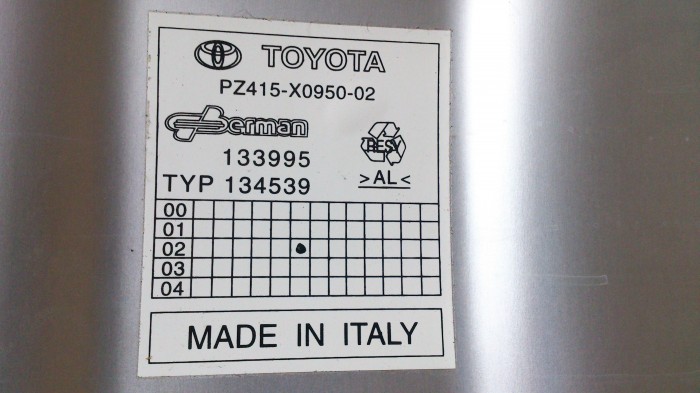 TOYOTA
PZ415-X0950-02
Berman
133995
RESY
TYP 134539
>AL<
00
01
02
03
04
MADE IN ITALY